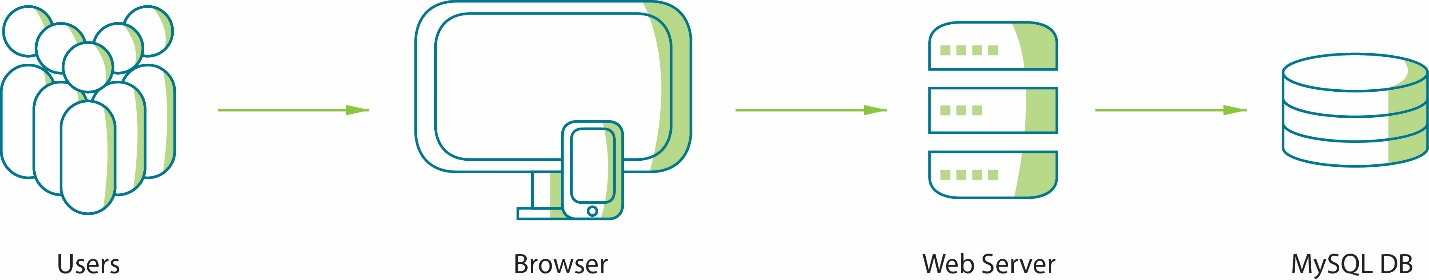 Users
Browser
Web Server
MySQL DB